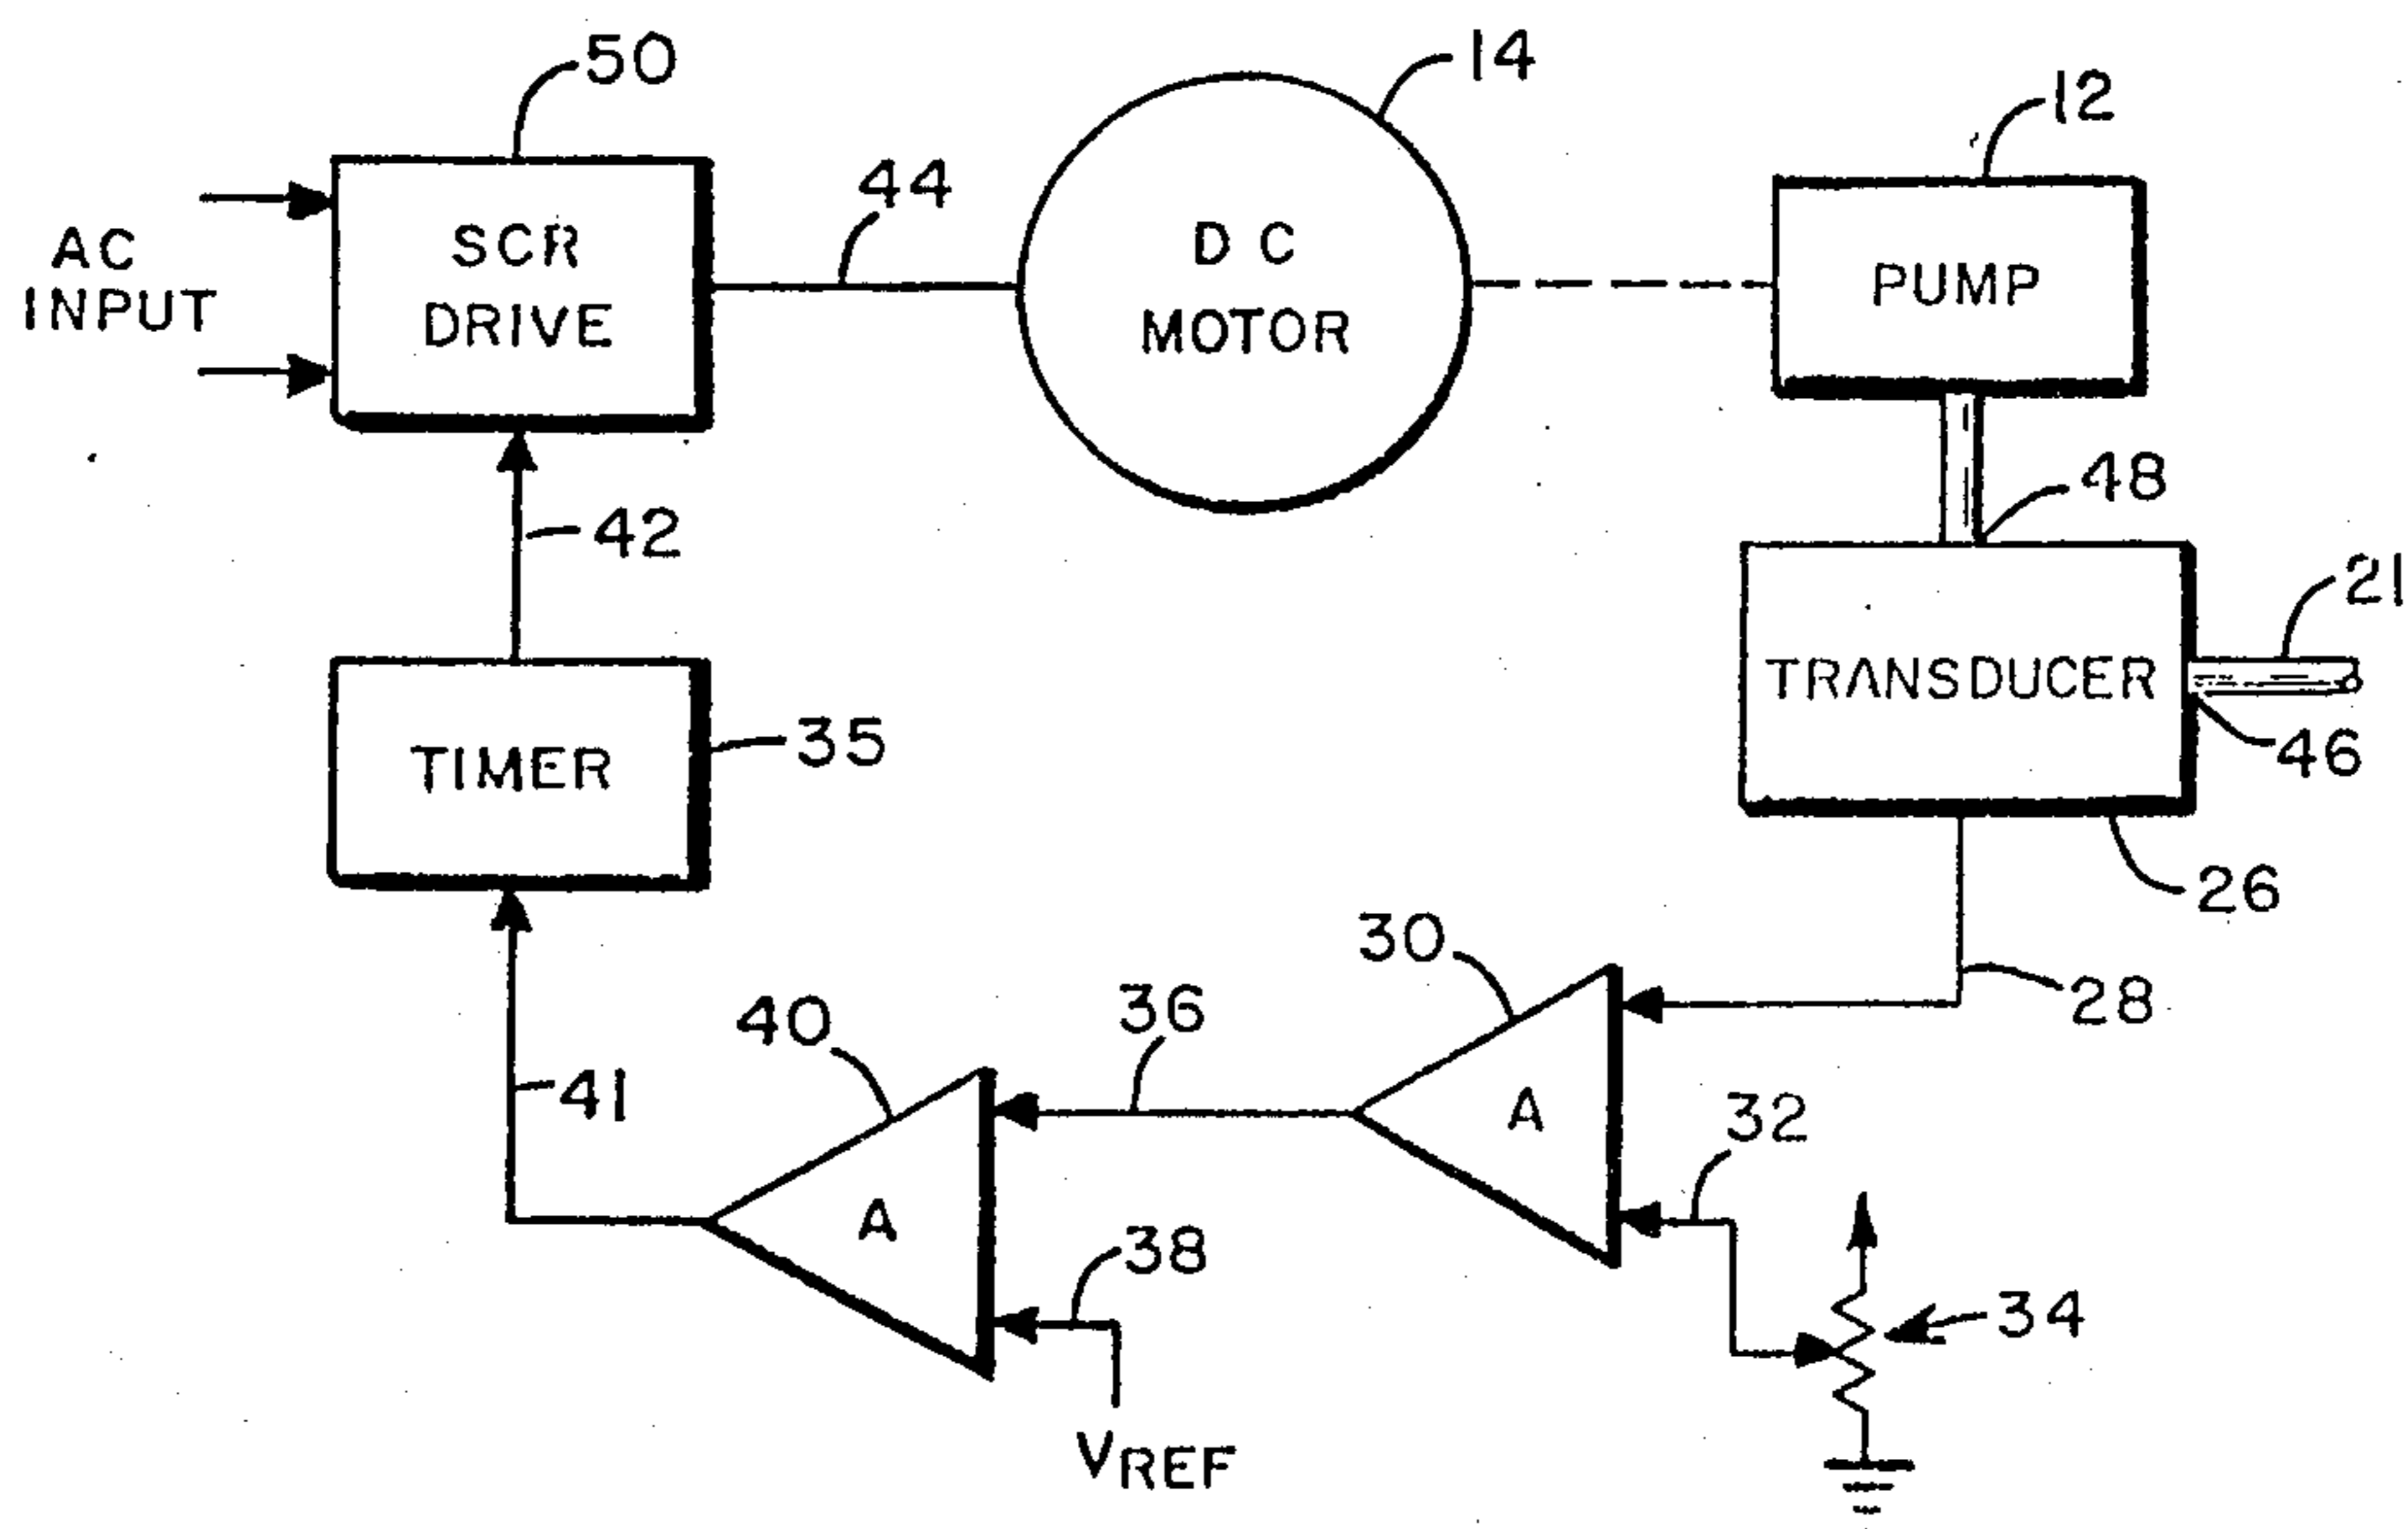 50
14
12
AC
INPUT
SCR
DRIVE
44
D C
MOTOR
PUMP
48
42
21
TRANSDUCER
46
TIMER
35
26
30
28
40
36
A
32
41
A
38
34
VREF